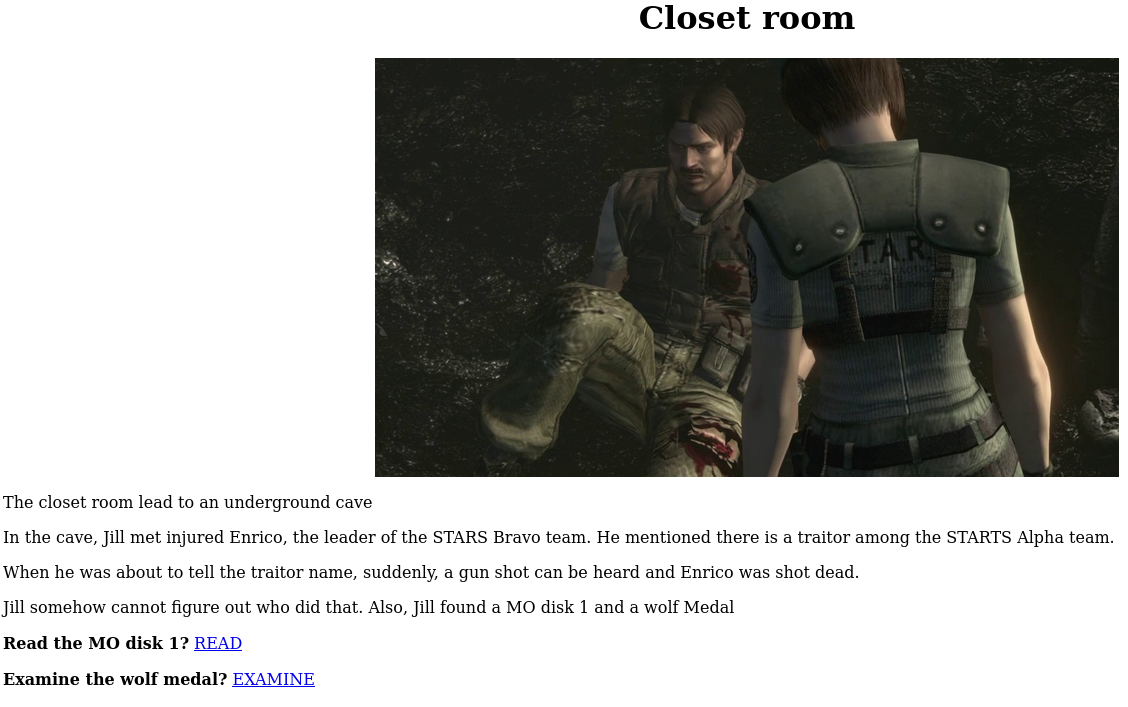 Closet room
S.T.A.R.
The closet room lead to an underground cave
In the cave, Jill met injured Enrico, the leader of the STARS Bravo team. He mentioned there is a traitor among the STARTS Alpha team.
When he was about to tell the traitor name, suddenly, a gun shot can be heard and Enrico was shot dead.
Jill somehow cannot figure out who did that. Also, Jill found a MO disk 1 and a wolf Medal
Read the MO disk 1? READ
Examine the wolf medal? EXAMINE